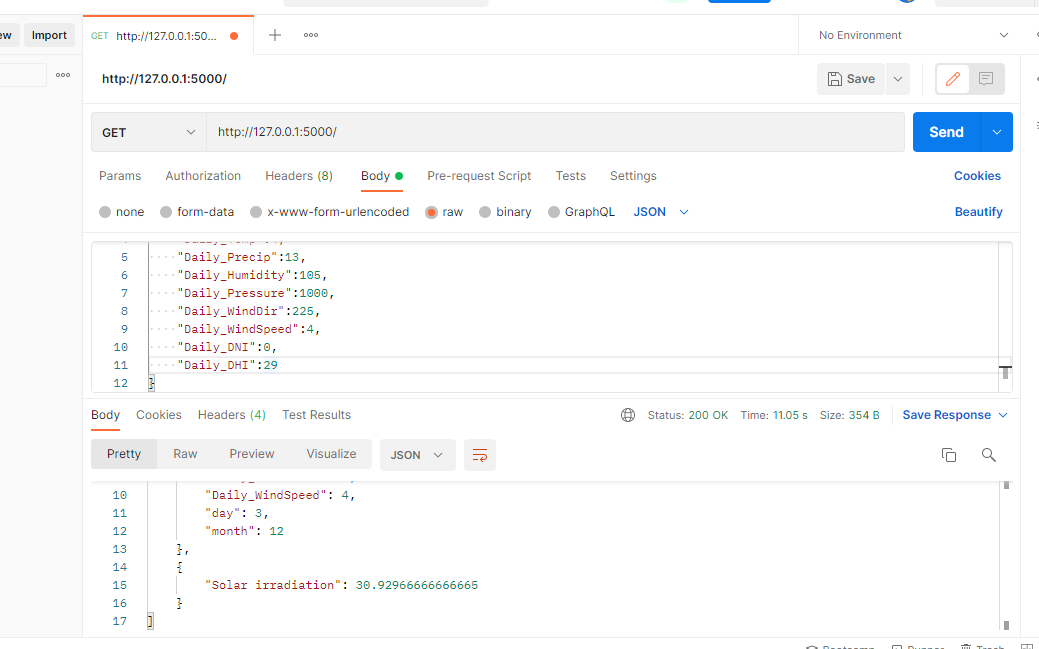 Import
GET http://127.0.0.1:50...
No Environment
http://127.0.0.1:5000/
Save
GET
http://127.0.0.1:5000/
Send
Params Authorization Headers (8) Body Pre-request Script Tests Settings Cookies
none form-data x-www-form-urlencoded raw binary GraphQL JSON Beautify
5 "Daily_Precip":13,
6 "Daily_Humidity":105,
7 "Daily_Pressure":1000,
8 "Daily_WindDir":225,
9 "Daily_WindSpeed":4,
10 "Daily_DNI":0,
11 "Daily_DHI":29
12 }
Body Cookies Headers (4) Test Results Status: 200 OK Time: 11.05 s Size: 354 B Save Response
Pretty Raw Preview Visualize JSON
10 "Daily_WindSpeed": 4,
11 "day": 3,
12 "month": 12
13 },
14 {
15 "Solar irradiation": 30.92966666666665
16 }
17 ]
Bootcamp Runner Trash